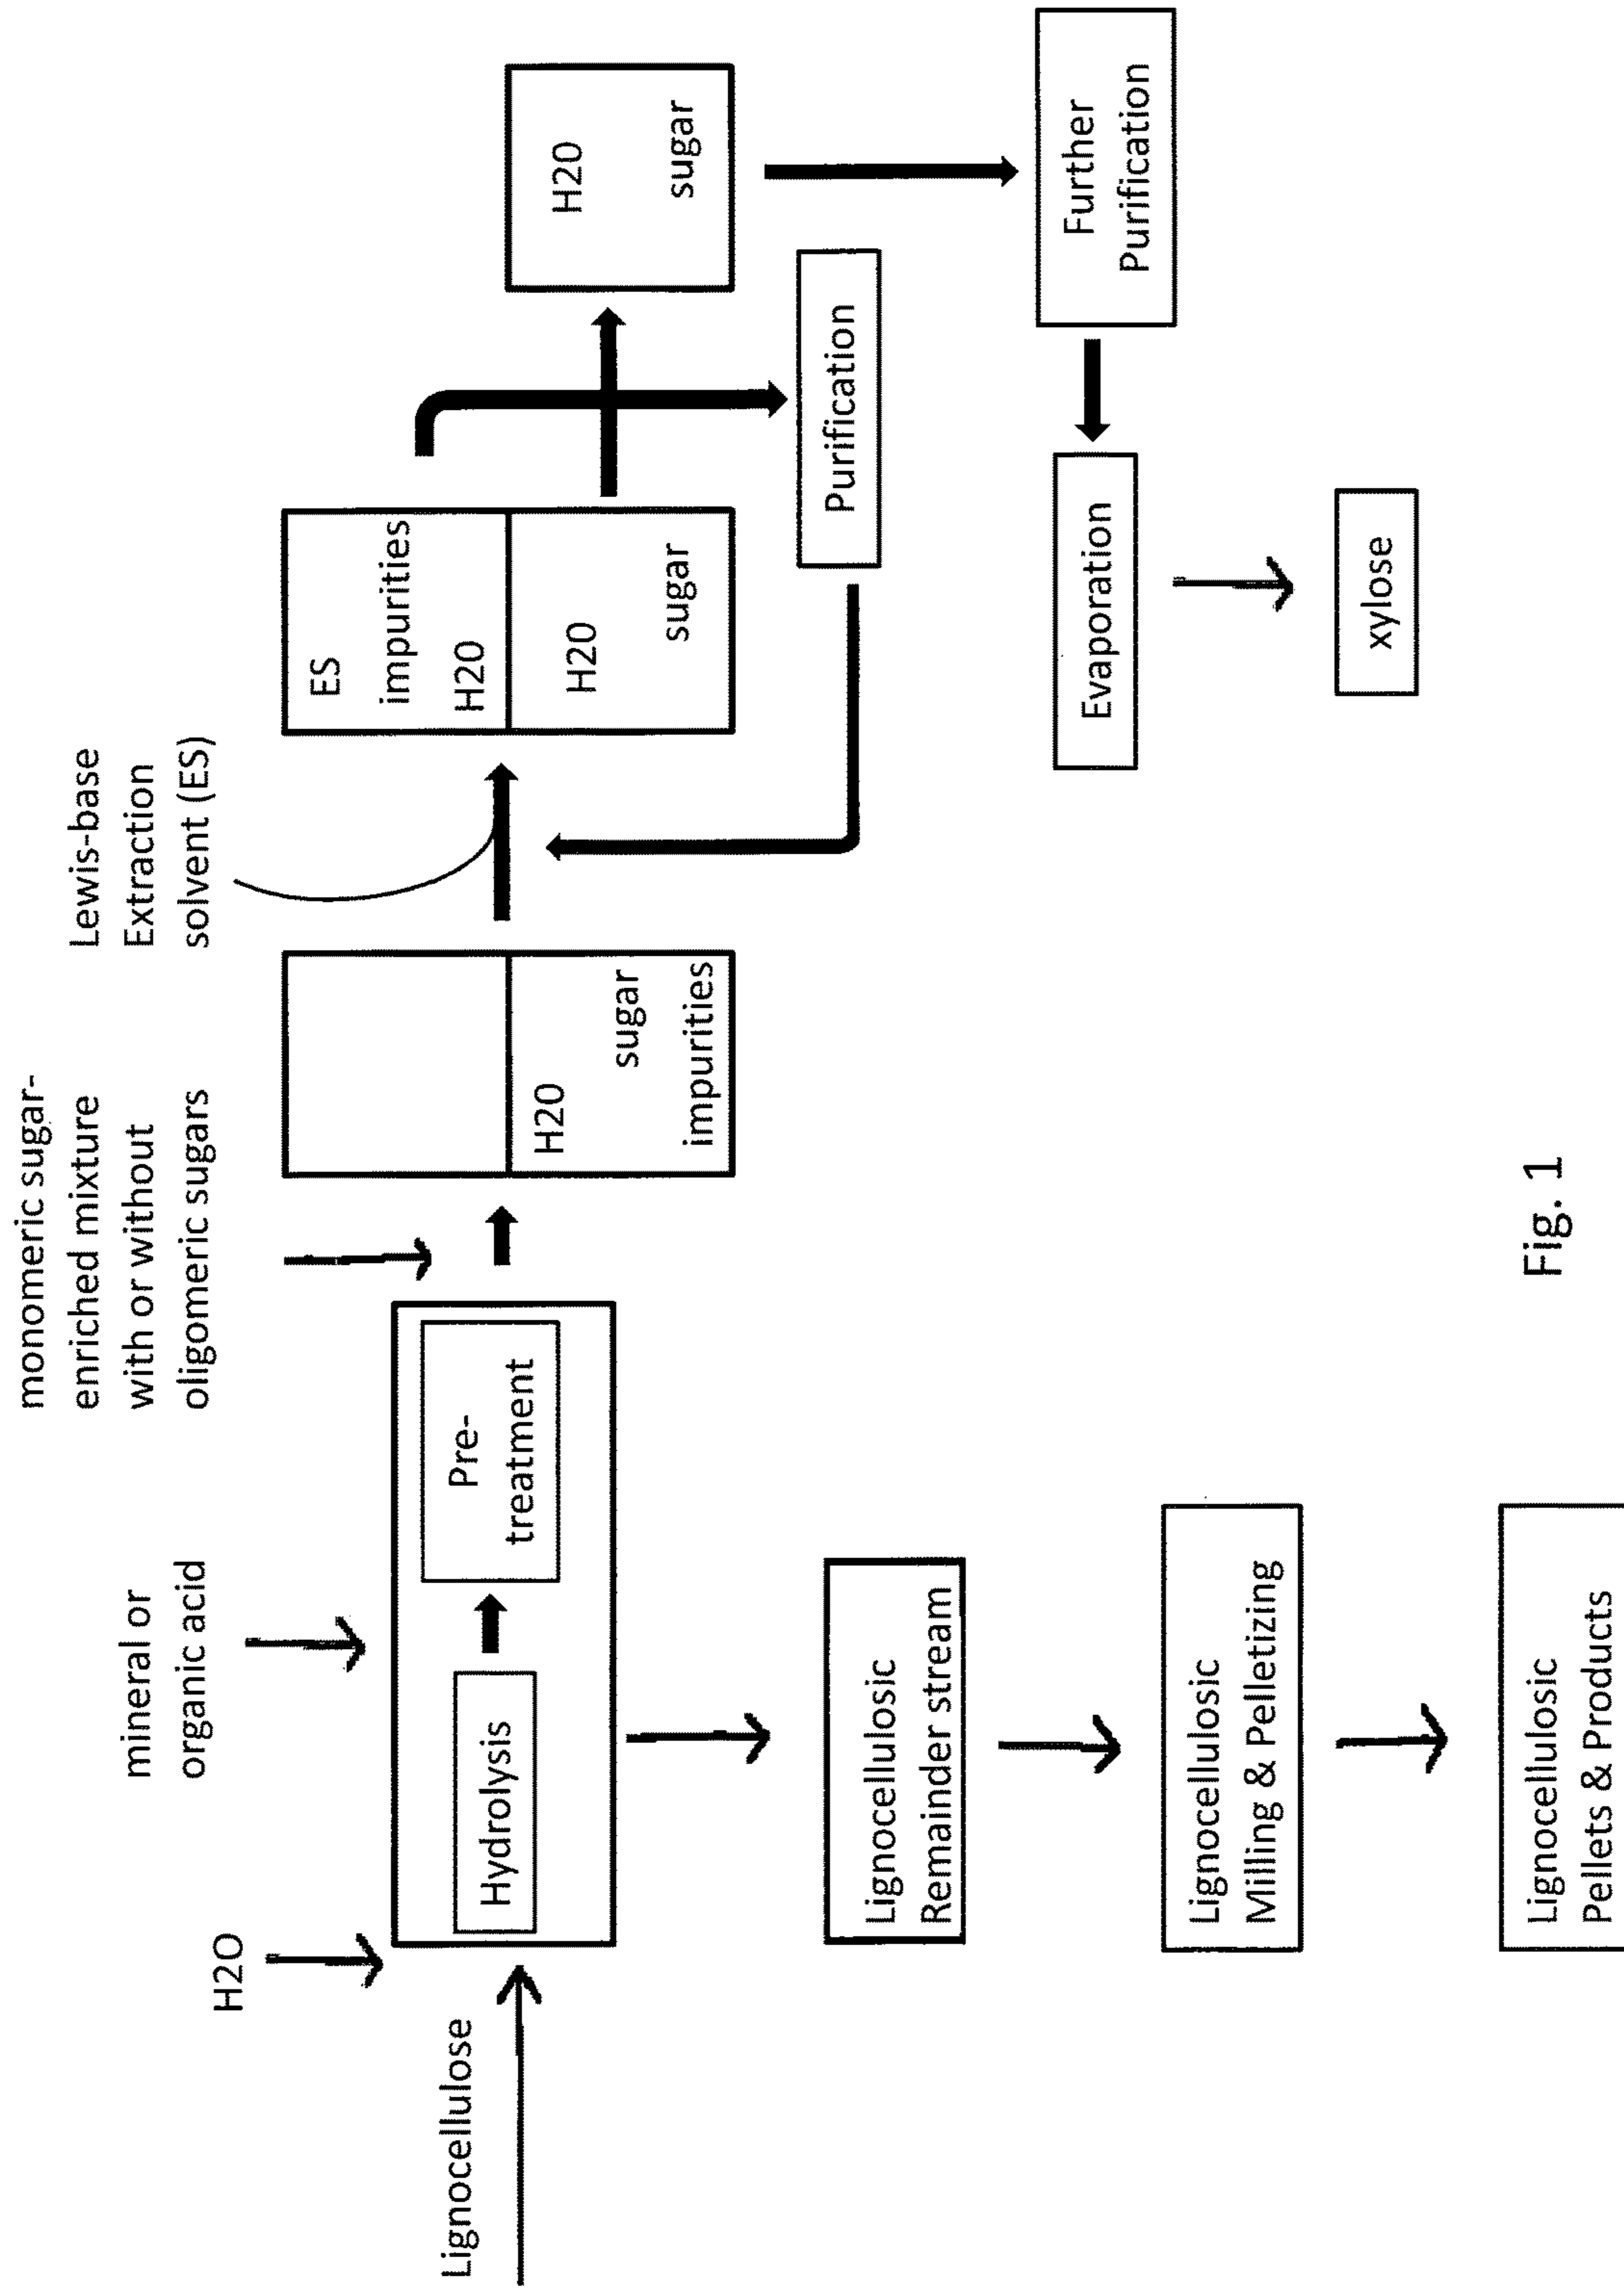 Lignocellulose
H2O
mineral or
organic acid
Hydrolysis
Pre-
treatment
monomeric sugar-
enriched mixture
with or without
oligomeric sugars
H20
sugar
impurities
Lewis-base
Extraction
solvent (ES)
ES
impurities
H20
H20
sugar
H20
sugar
Purification
Further
Purification
Evaporation
xylose
Lignocellulosic
Remainder stream
Lignocellulosic
Milling & Pelletizing
Lignocellulosic
Pellets & Products
Fig. 1